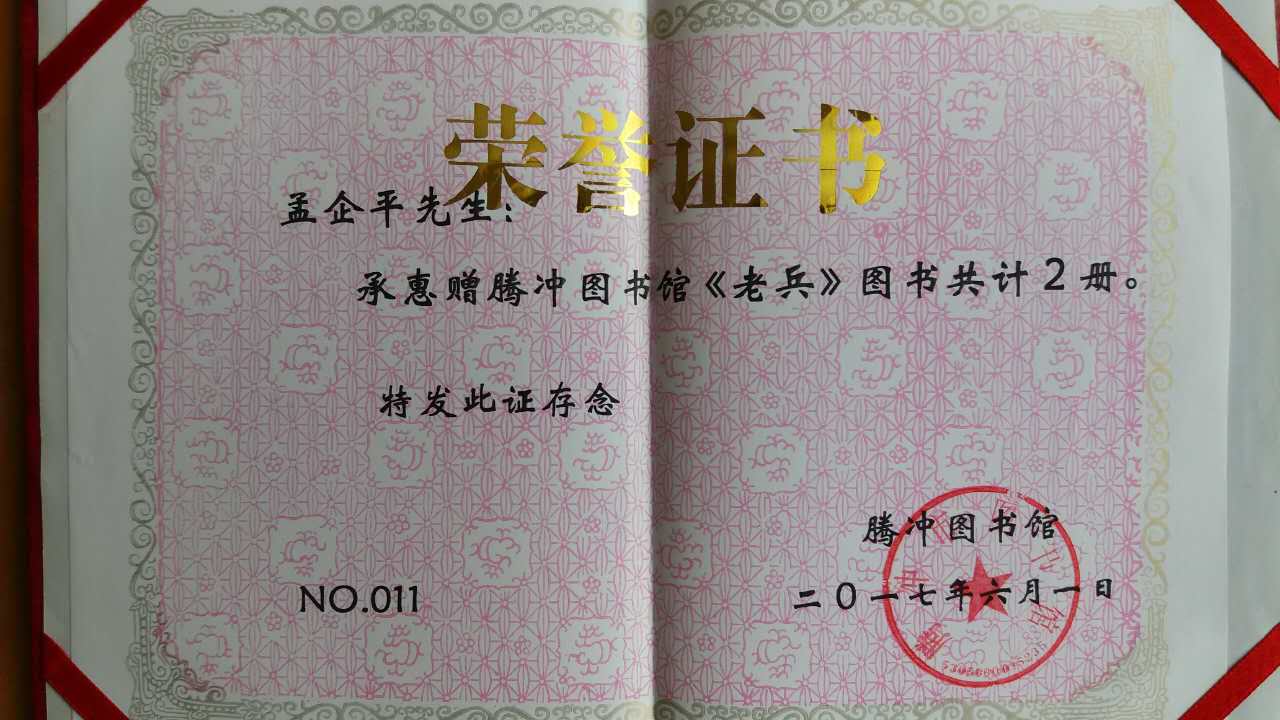 荣誉证书
孟企平先生：
承惠赠腾冲图书馆《老兵》图书共计2册。
特发此证存念
腾冲图书馆
二0一七年六月一日
NO.011